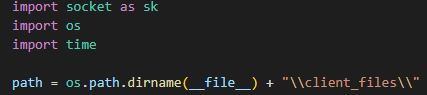 import socket as sk
import os
import time
path = os.path.dirname(__file__) + "\\client_files\\"